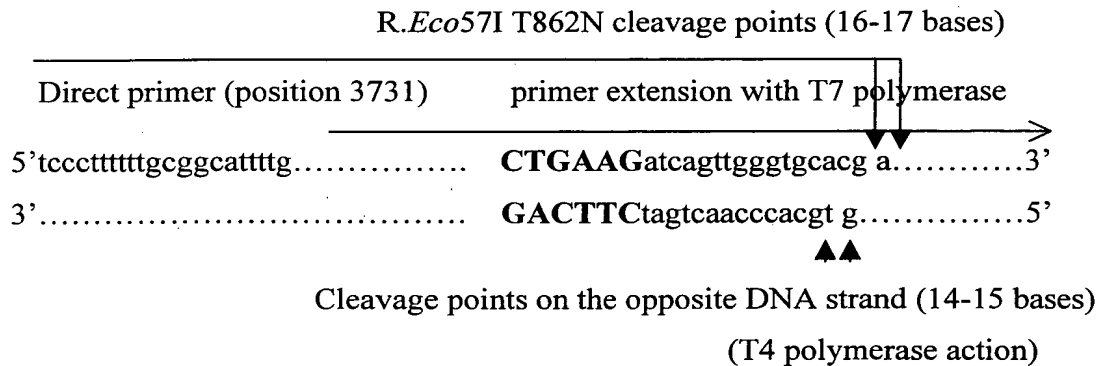 R.Eco57I T862N cleavage points (16-17 bases)
Direct primer (position 3731) primer extension with T7 polymerase
5’tcccttttttgcggcattttg................ CTGAAGatcagttgggtgcacg a............3’
3’......................................... GACTTCtagtcaacccacgt g...............5’
Cleavage points on the opposite DNA strand (14-15 bases)
(T4 polymerase action)